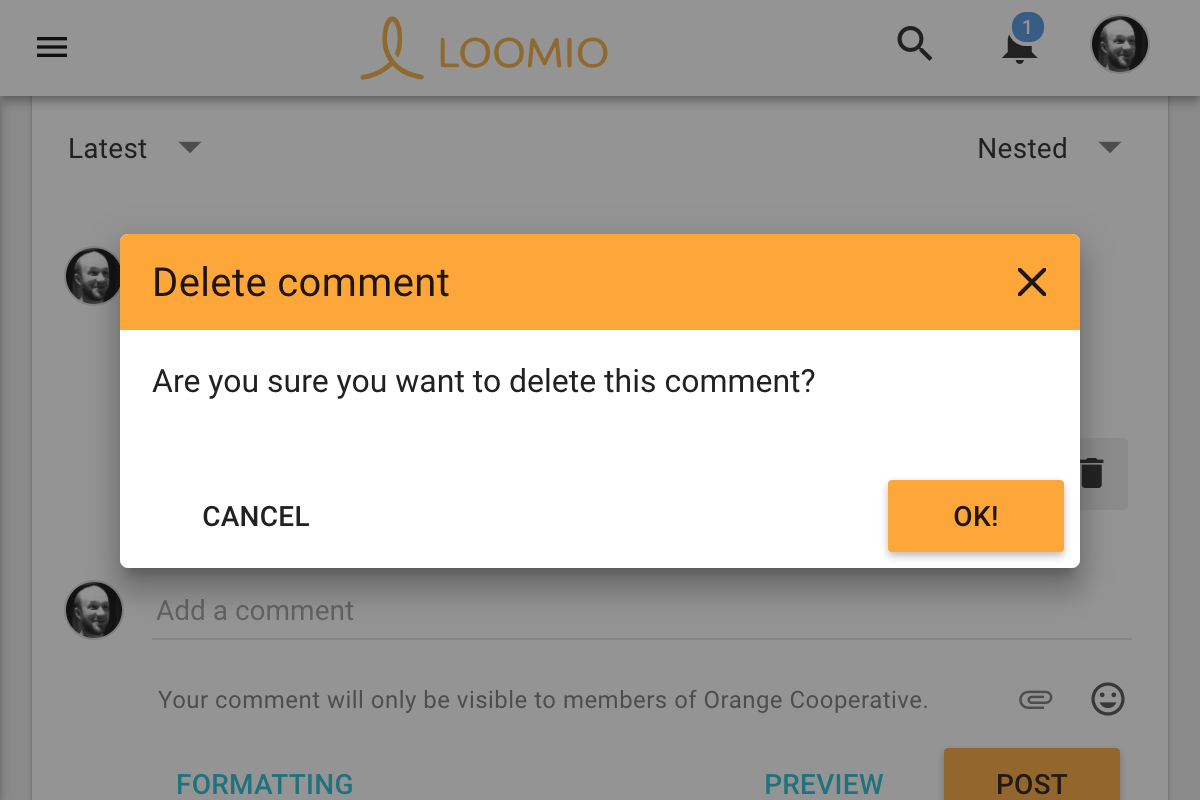 LOOMIO
1
Latest
Nested
Delete comment
Are you sure you want to delete this comment?
CANCEL
OK!
Add a comment
Your comment will only be visible to members of Orange Cooperative.
FORMATTING
PREVIEW
POST